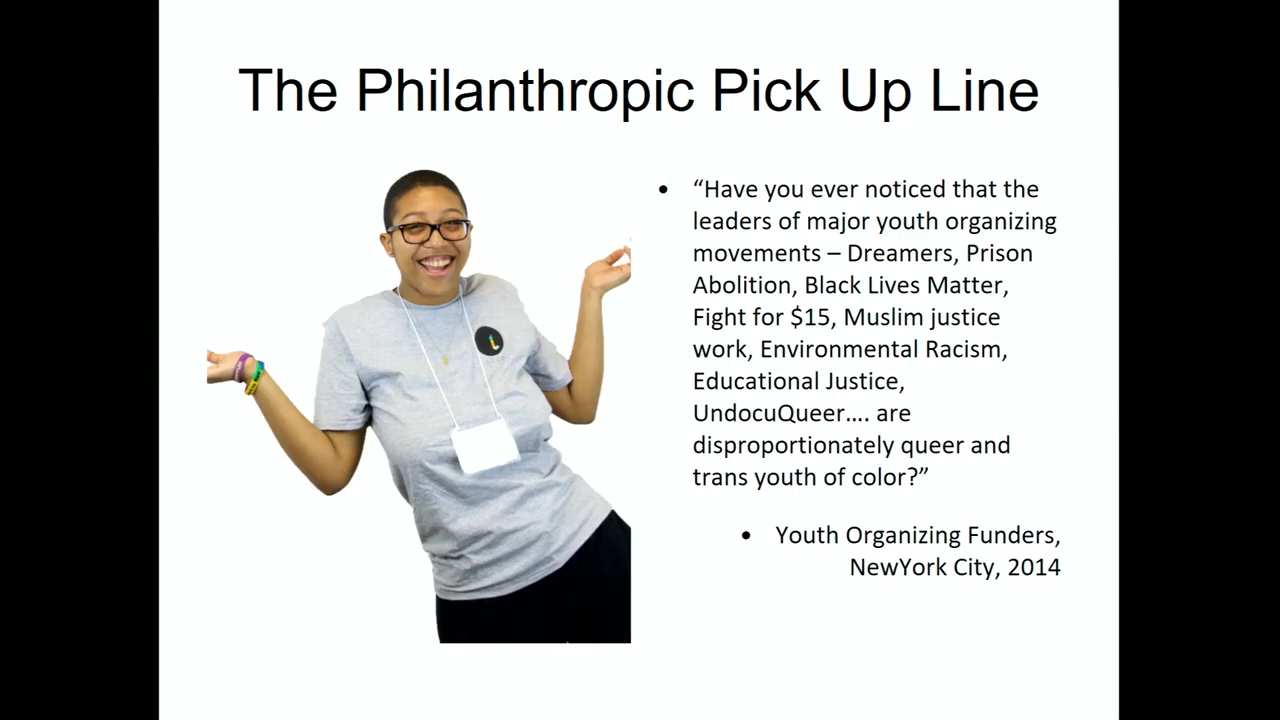 The Philanthropic Pick Up Line
• “Have you ever noticed that the
leaders of major youth organizing
movements – Dreamers, Prison
Abolition, Black Lives Matter,
Fight for $15, Muslim justice
work, Environmental Racism,
Educational Justice,
UndocuQueer…. are
disproportionately queer and
trans youth of color?”
• Youth Organizing Funders,
NewYork City, 2014